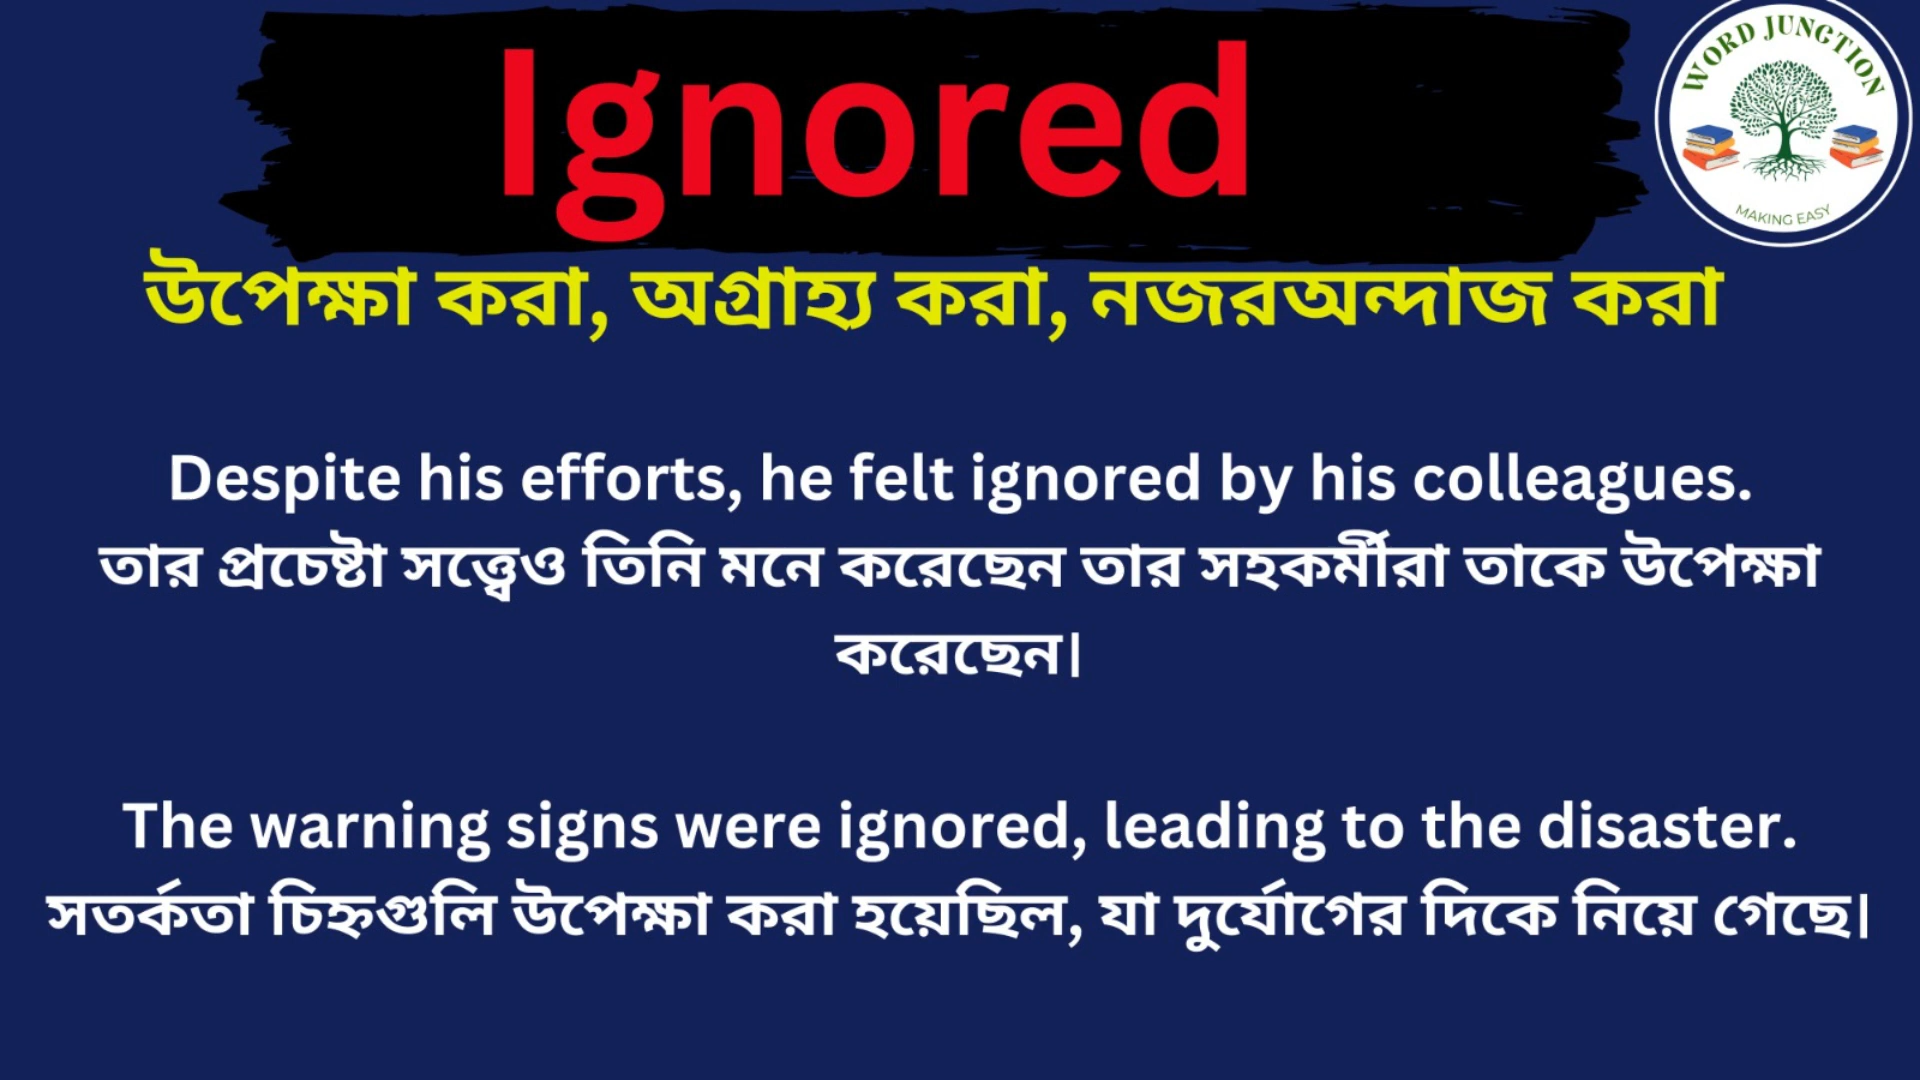 Ignored
WORD JUNCTION
MAKING EASY
উপেক্ষা করা, অগ্রাহ্য করা, নজরঅন্দাজ করা
Despite his efforts, he felt ignored by his colleagues.
তার প্রচেষ্টা সত্ত্বেও তিনি মনে করেছেন তার সহকর্মীরা তাকে উপেক্ষা
করেছেন।
The warning signs were ignored, leading to the disaster.
সতর্কতা চিহ্নগুলি উপেক্ষা করা হয়েছিল, যা দুর্যোগের দিকে নিয়ে গেছে।